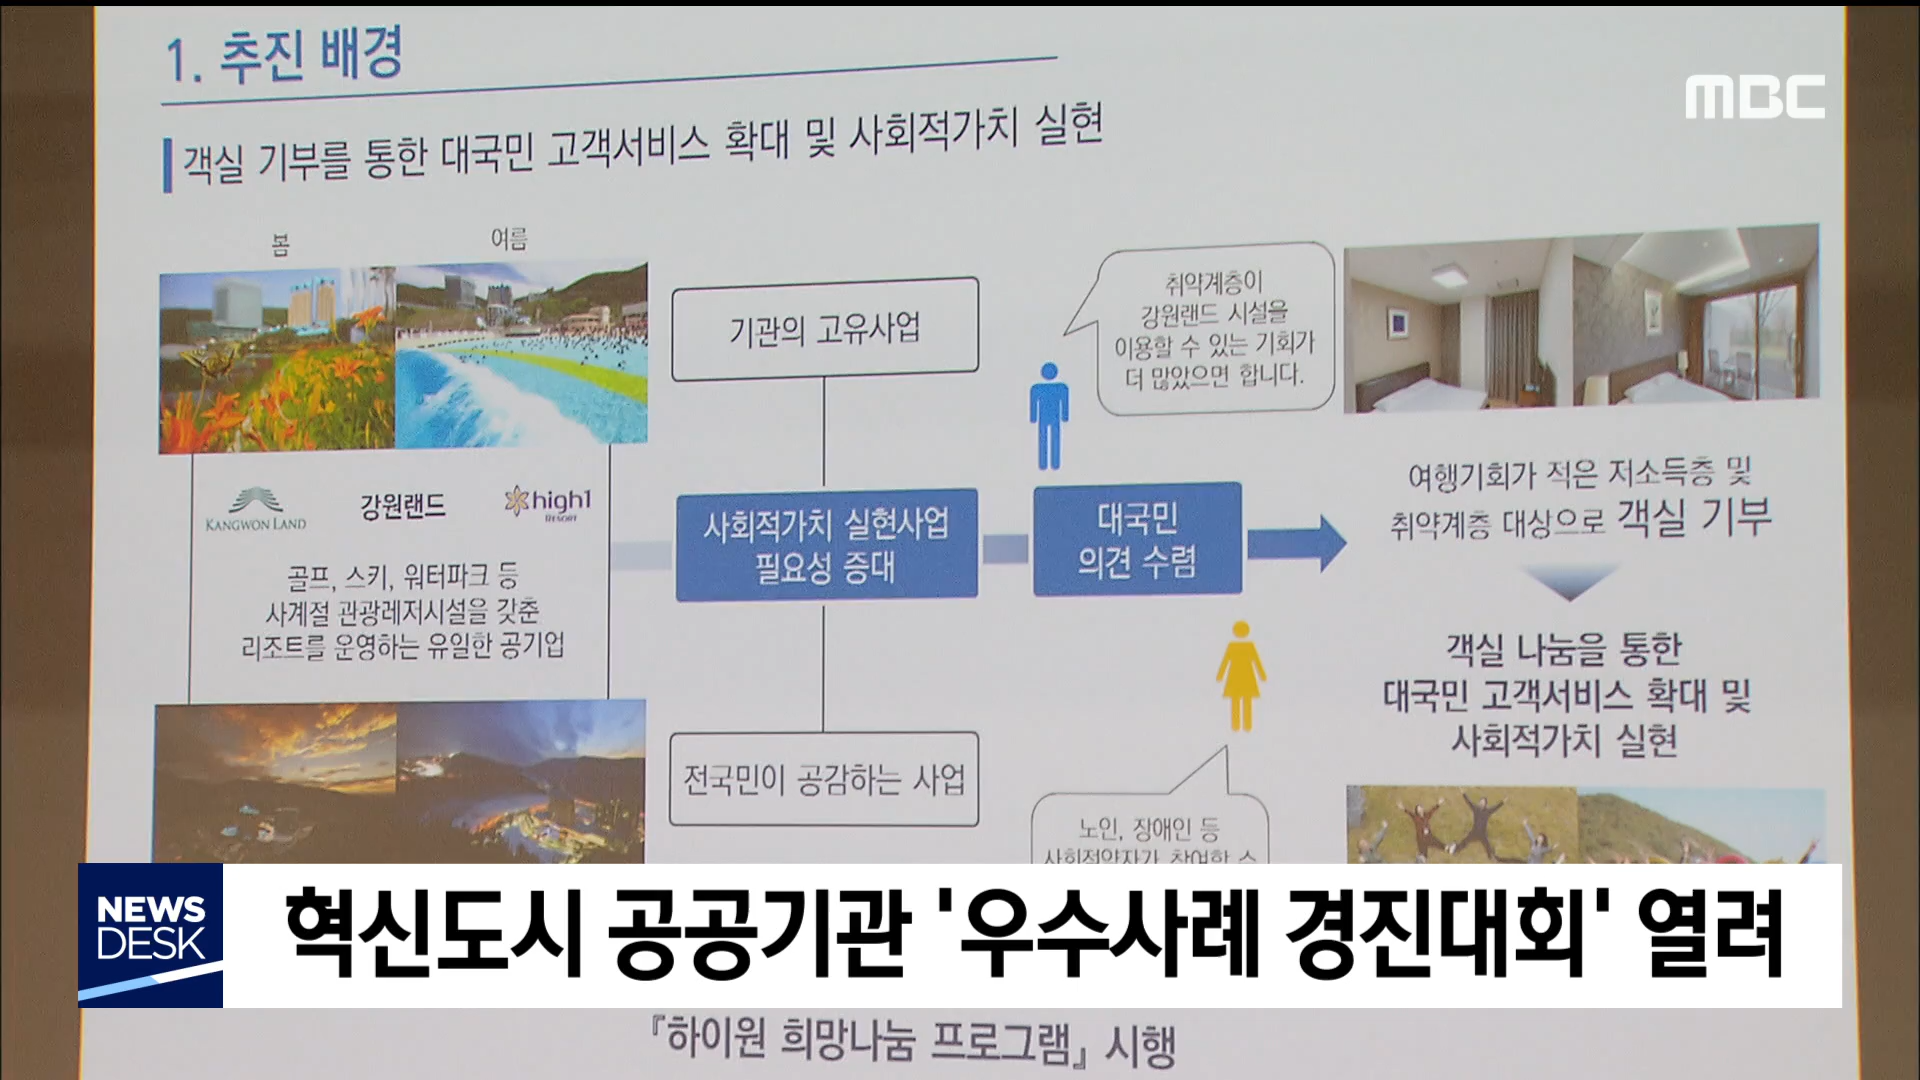 1. 추진 배경
MBC
객실 기부를 통한 대국민 고객서비스 확대 및 사회적가치 실현
봄
여름
기관의 고유사업
취약계층이
강원랜드 시설을
이용할 수 있는 기회가
더 많았으면 합니다.
KANGWON LAND
강원랜드
high1
RESORT
골프, 스키, 워터파크 등
사계절 관광레저시설을 갖춘
리조트를 운영하는 유일한 공기업
사회적가치 실현사업
필요성 증대
대국민
의견 수렴
여행기회가 적은 저소득층 및
취약계층 대상으로 객실 기부
객실 나눔을 통한
대국민 고객서비스 확대 및
사회적가치 실현
전국민이 공감하는 사업
노인, 장애인 등
사회적약자가 참여할 수
NEWS
DESK
혁신도시 공공기관 '우수사례 경진대회' 열려
『하이원 희망나눔 프로그램』 시행